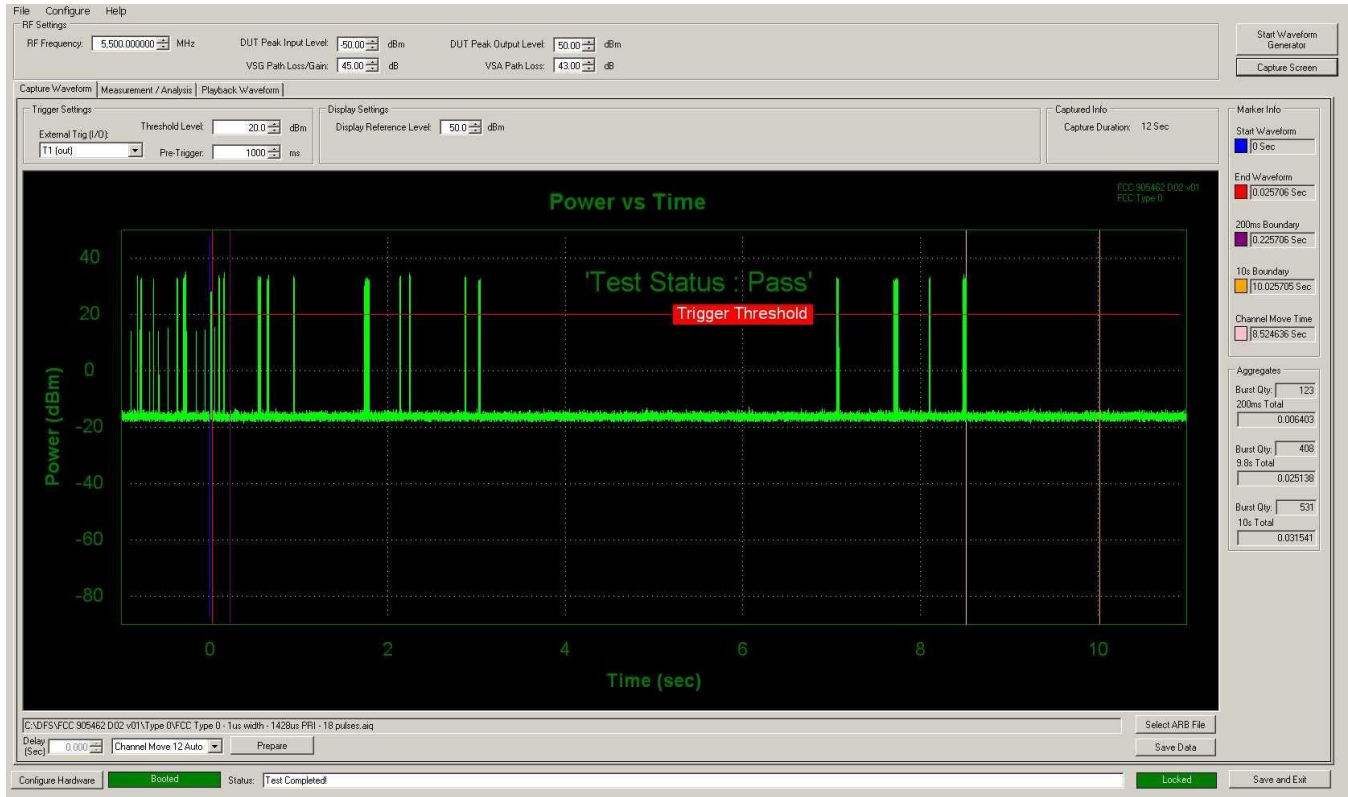 File Configure Help
RF Settings
RF Frequency: 5,500.000000 MHz DUT Peak Input Level: -50.00 dBm DUT Peak Output Level: 50.00 dBm
VSG Path Loss/Gain: 45.00 dB VSA Path Loss: 43.00 dB
Start Waveform
Generator
Capture Screen
Capture Waveform Measurement / Analysis Playback Waveform
Trigger Settings
External Trig (I/O):
T1 (out)
Threshold Level: 20.0 dBm
Pre-Trigger: 1000 ms
Display Settings
Display Reference Level: 50.0 dBm
Captured Info
Capture Duration: 12 Sec
Marker Info
Start Waveform
0 Sec
End Waveform
0.025706 Sec
200ms Boundary
0.225706 Sec
10s Boundary
10.025705 Sec
Channel Move Time
8.524636 Sec
Aggregates
Burst Qty: 123
200ms Total
0.006403
Burst Qty: 408
9.8s Total
0.025138
Burst Qty: 531
10s Total
0.031541
Power vs Time
FCC 905462 D02 v01
FCC Type 0
'Test Status : Pass'
Trigger Threshold
Power (dBm)
40
20
0
-20
-40
-60
-80
0 2 4 6 8 10
Time (sec)
C:\DFS\FCC 905462 D02 v01\Type 0\FCC Type 0 - 1us width - 1428us PRI - 18 pulses.aiq
Select ARB File
Delay
(Sec) 0.000 Channel Move 12 Auto Prepare
Save Data
Configure Hardware Booted Status: Test Completed! Locked Save and Exit